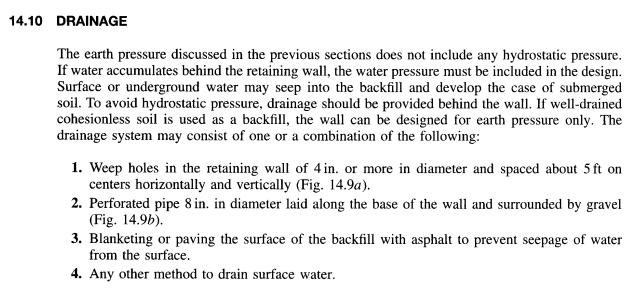 14.10 DRAINAGE
The earth pressure discussed in the previous sections does not include any hydrostatic pressure.
If water accumulates behind the retaining wall, the water pressure must be included in the design.
Surface or underground water may seep into the backfill and develop the case of submerged
soil. To avoid hydrostatic pressure, drainage should be provided behind the wall. If well-drained
cohesionless soil is used as a backfill, the wall can be designed for earth pressure only. The
drainage system may consist of one or a combination of the following:
1. Weep holes in the retaining wall of 4 in. or more in diameter and spaced about 5 ft on
centers horizontally and vertically (Fig. 14.9a).
2. Perforated pipe 8 in. in diameter laid along the base of the wall and surrounded by gravel
(Fig. 14.9b).
3. Blanketing or paving the surface of the backfill with asphalt to prevent seepage of water
from the surface.
4. Any other method to drain surface water.